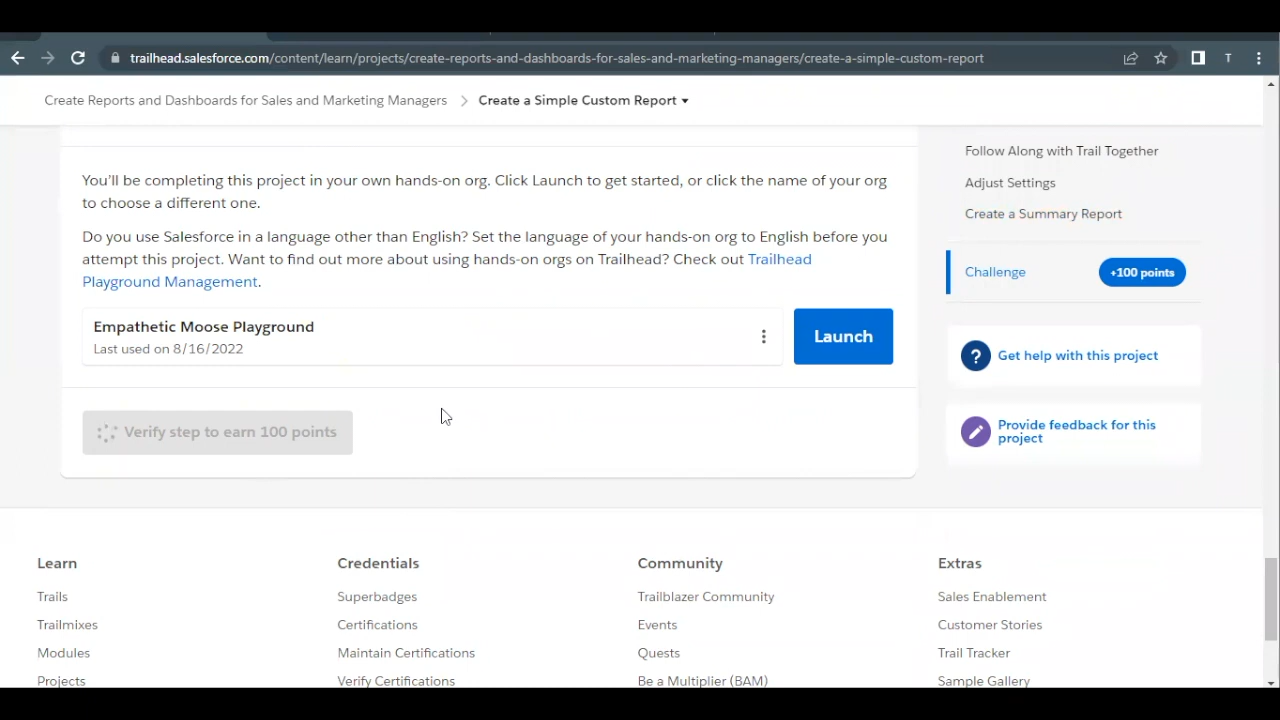 trailhead.salesforce.com/content/learn/projects/create-reports-and-dashboards-for-sales-and-marketing-managers/create-a-simple-custom-report
T
Create Reports and Dashboards for Sales and Marketing Managers > Create a Simple Custom Report
You'll be completing this project in your own hands-on org. Click Launch to get started, or click the name of your org
to choose a different one.
Do you use Salesforce in a language other than English? Set the language of your hands-on org to English before you
attempt this project. Want to find out more about using hands-on orgs on Trailhead? Check out Trailhead
Playground Management.
Empathetic Moose Playground
Last used on 8/16/2022
Launch
Verify step to earn 100 points
Follow Along with Trail Together
Adjust Settings
Create a Summary Report
Challenge
+100 points
? Get help with this project
Provide feedback for this
project
Learn
Trails
Trailmixes
Modules
Projects
Credentials
Superbadges
Certifications
Maintain Certifications
Verify Certifications
Community
Trailblazer Community
Events
Quests
Be a Multiplier (BAM)
Extras
Sales Enablement
Customer Stories
Trail Tracker
Sample Gallery